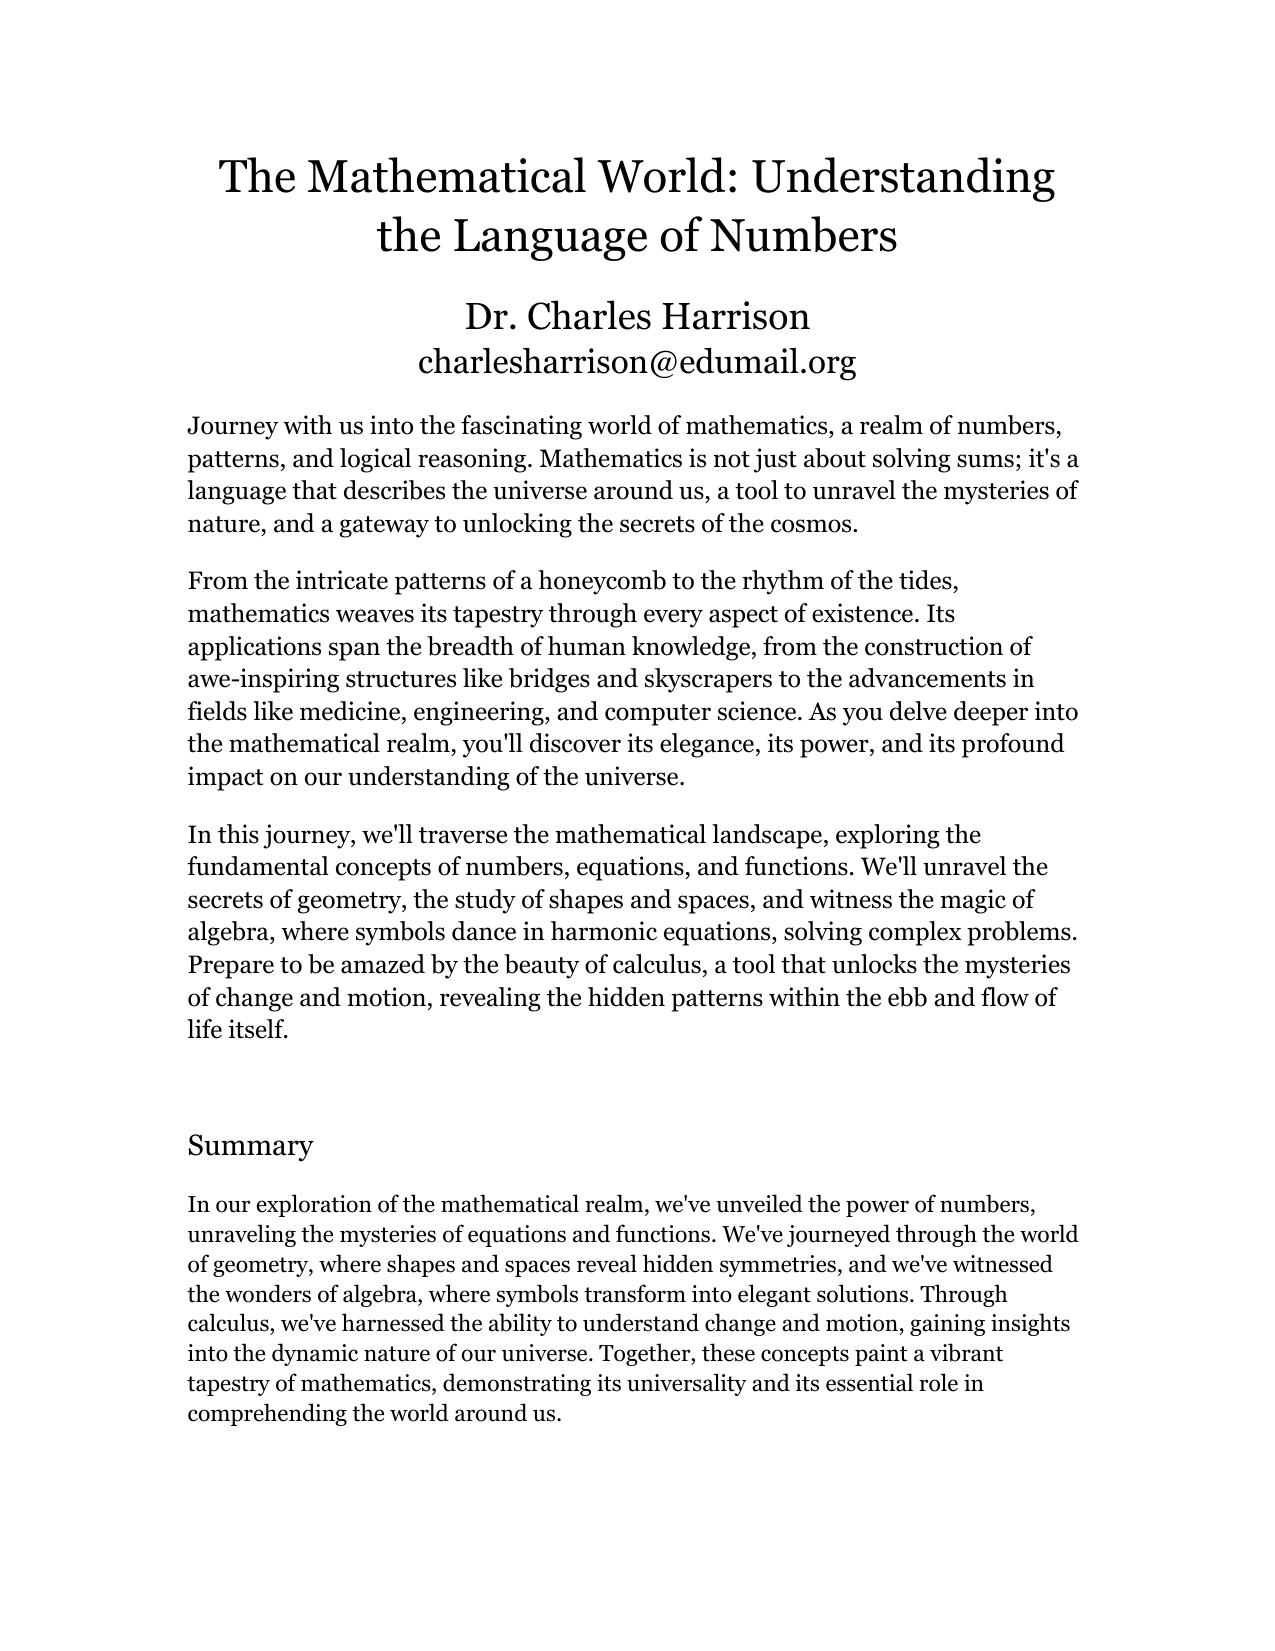 The Mathematical World: Understanding
the Language of Numbers
Dr. Charles Harrison
charlesharrison@edumail.org
Journey with us into the fascinating world of mathematics, a realm of numbers,
patterns, and logical reasoning. Mathematics is not just about solving sums; it's a
language that describes the universe around us, a tool to unravel the mysteries of
nature, and a gateway to unlocking the secrets of the cosmos.
From the intricate patterns of a honeycomb to the rhythm of the tides,
mathematics weaves its tapestry through every aspect of existence. Its
applications span the breadth of human knowledge, from the construction of
awe-inspiring structures like bridges and skyscrapers to the advancements in
fields like medicine, engineering, and computer science. As you delve deeper into
the mathematical realm, you'll discover its elegance, its power, and its profound
impact on our understanding of the universe.
In this journey, we'll traverse the mathematical landscape, exploring the
fundamental concepts of numbers, equations, and functions. We'll unravel the
secrets of geometry, the study of shapes and spaces, and witness the magic of
algebra, where symbols dance in harmonic equations, solving complex problems.
Prepare to be amazed by the beauty of calculus, a tool that unlocks the mysteries
of change and motion, revealing the hidden patterns within the ebb and flow of
life itself.
Summary
In our exploration of the mathematical realm, we've unveiled the power of numbers,
unraveling the mysteries of equations and functions. We've journeyed through the world
of geometry, where shapes and spaces reveal hidden symmetries, and we've witnessed
the wonders of algebra, where symbols transform into elegant solutions. Through
calculus, we've harnessed the ability to understand change and motion, gaining insights
into the dynamic nature of our universe. Together, these concepts paint a vibrant
tapestry of mathematics, demonstrating its universality and its essential role in
comprehending the world around us.